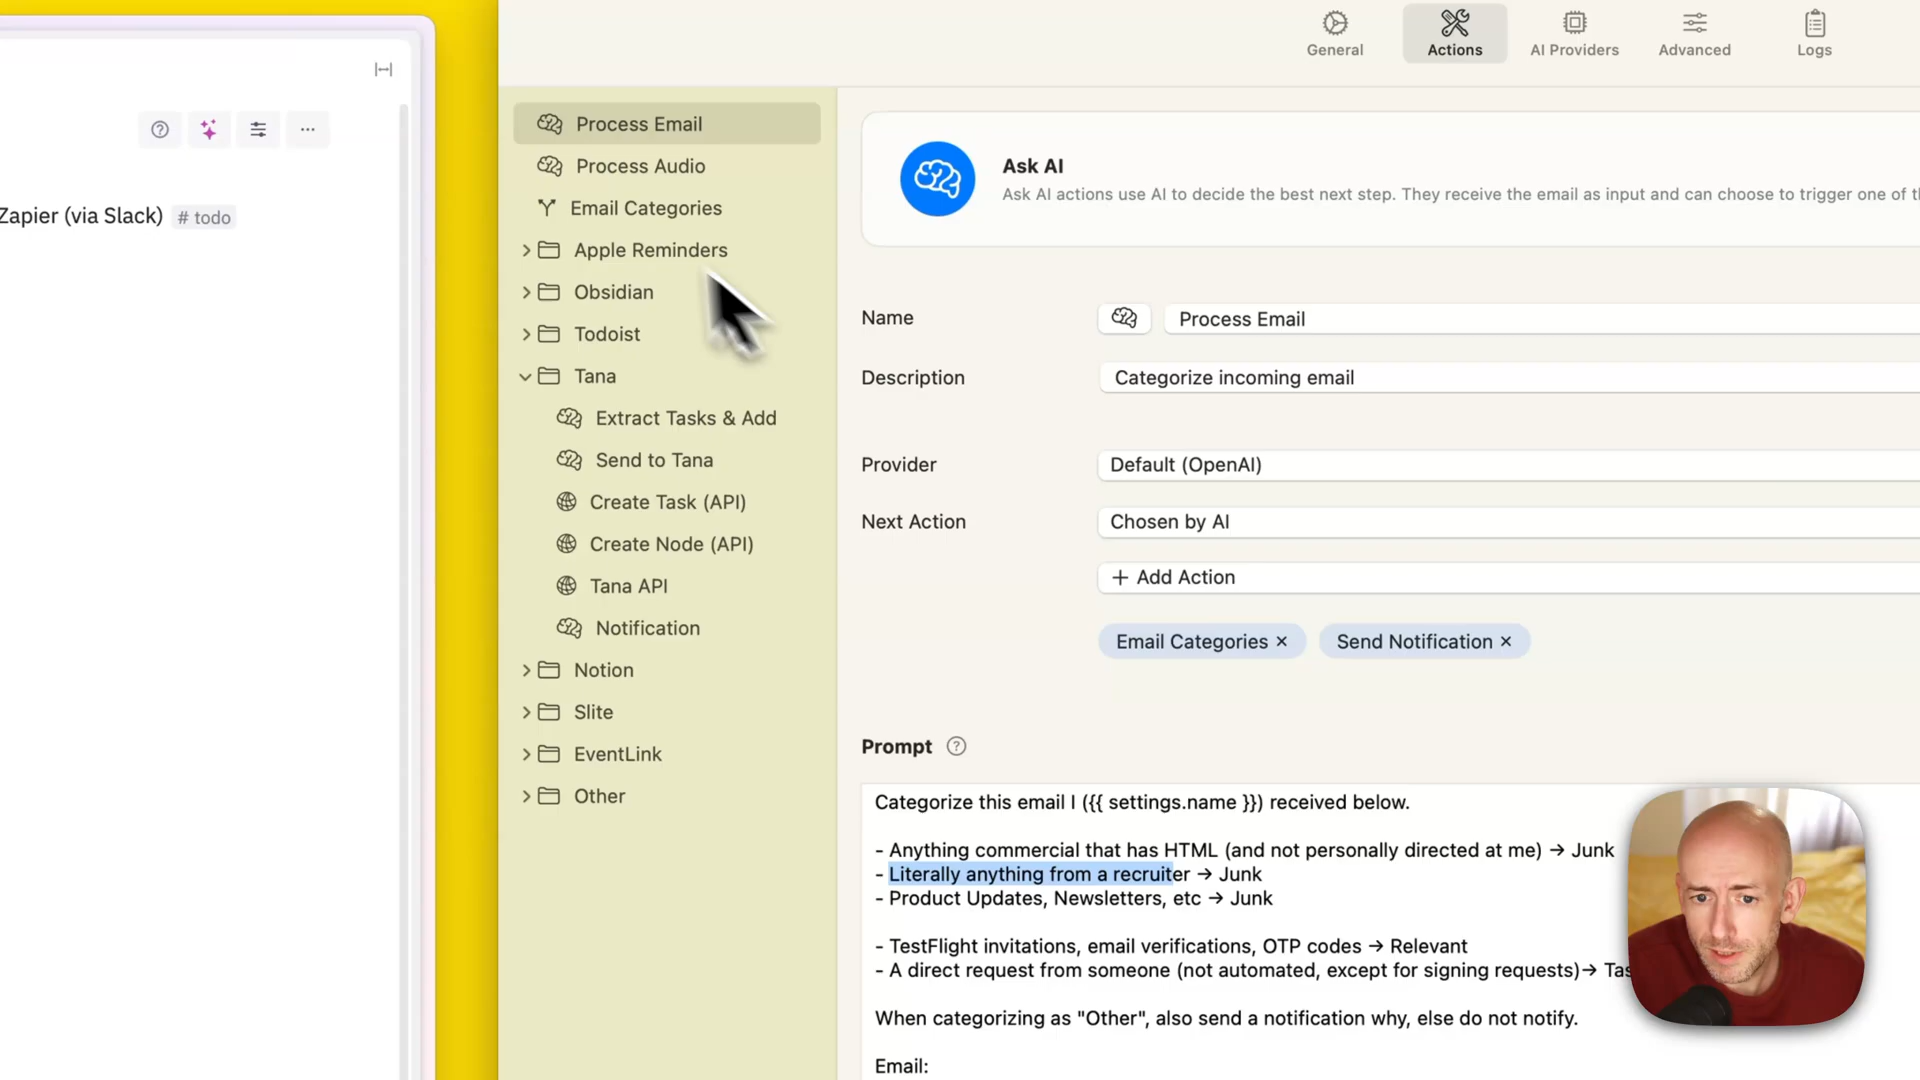 General
Actions
AI Providers
Advanced
Logs
Zapier (via Slack) # todo
Process Email
Process Audio
Email Categories
Apple Reminders
Obsidian
Todoist
Tana
Extract Tasks & Add
Send to Tana
Create Task (API)
Create Node (API)
Tana API
Notification
Notion
Slite
EventLink
Other
Ask AI
Ask AI actions use AI to decide the best next step. They receive the email as input and can choose to trigger one of
Name
Process Email
Description
Categorize incoming email
Provider
Default (OpenAI)
Next Action
Chosen by AI
+ Add Action
Email Categories ×
Send Notification ×
Prompt ?
Categorize this email I ({{ settings.name }}) received below.
- Anything commercial that has HTML (and not personally directed at me) → Junk
- Literally anything from a recruiter → Junk
- Product Updates, Newsletters, etc → Junk
- TestFlight invitations, email verifications, OTP codes → Relevant
- A direct request from someone (not automated, except for signing requests)→
When categorizing as "Other", also send a notification why, else do not notify.
Email: